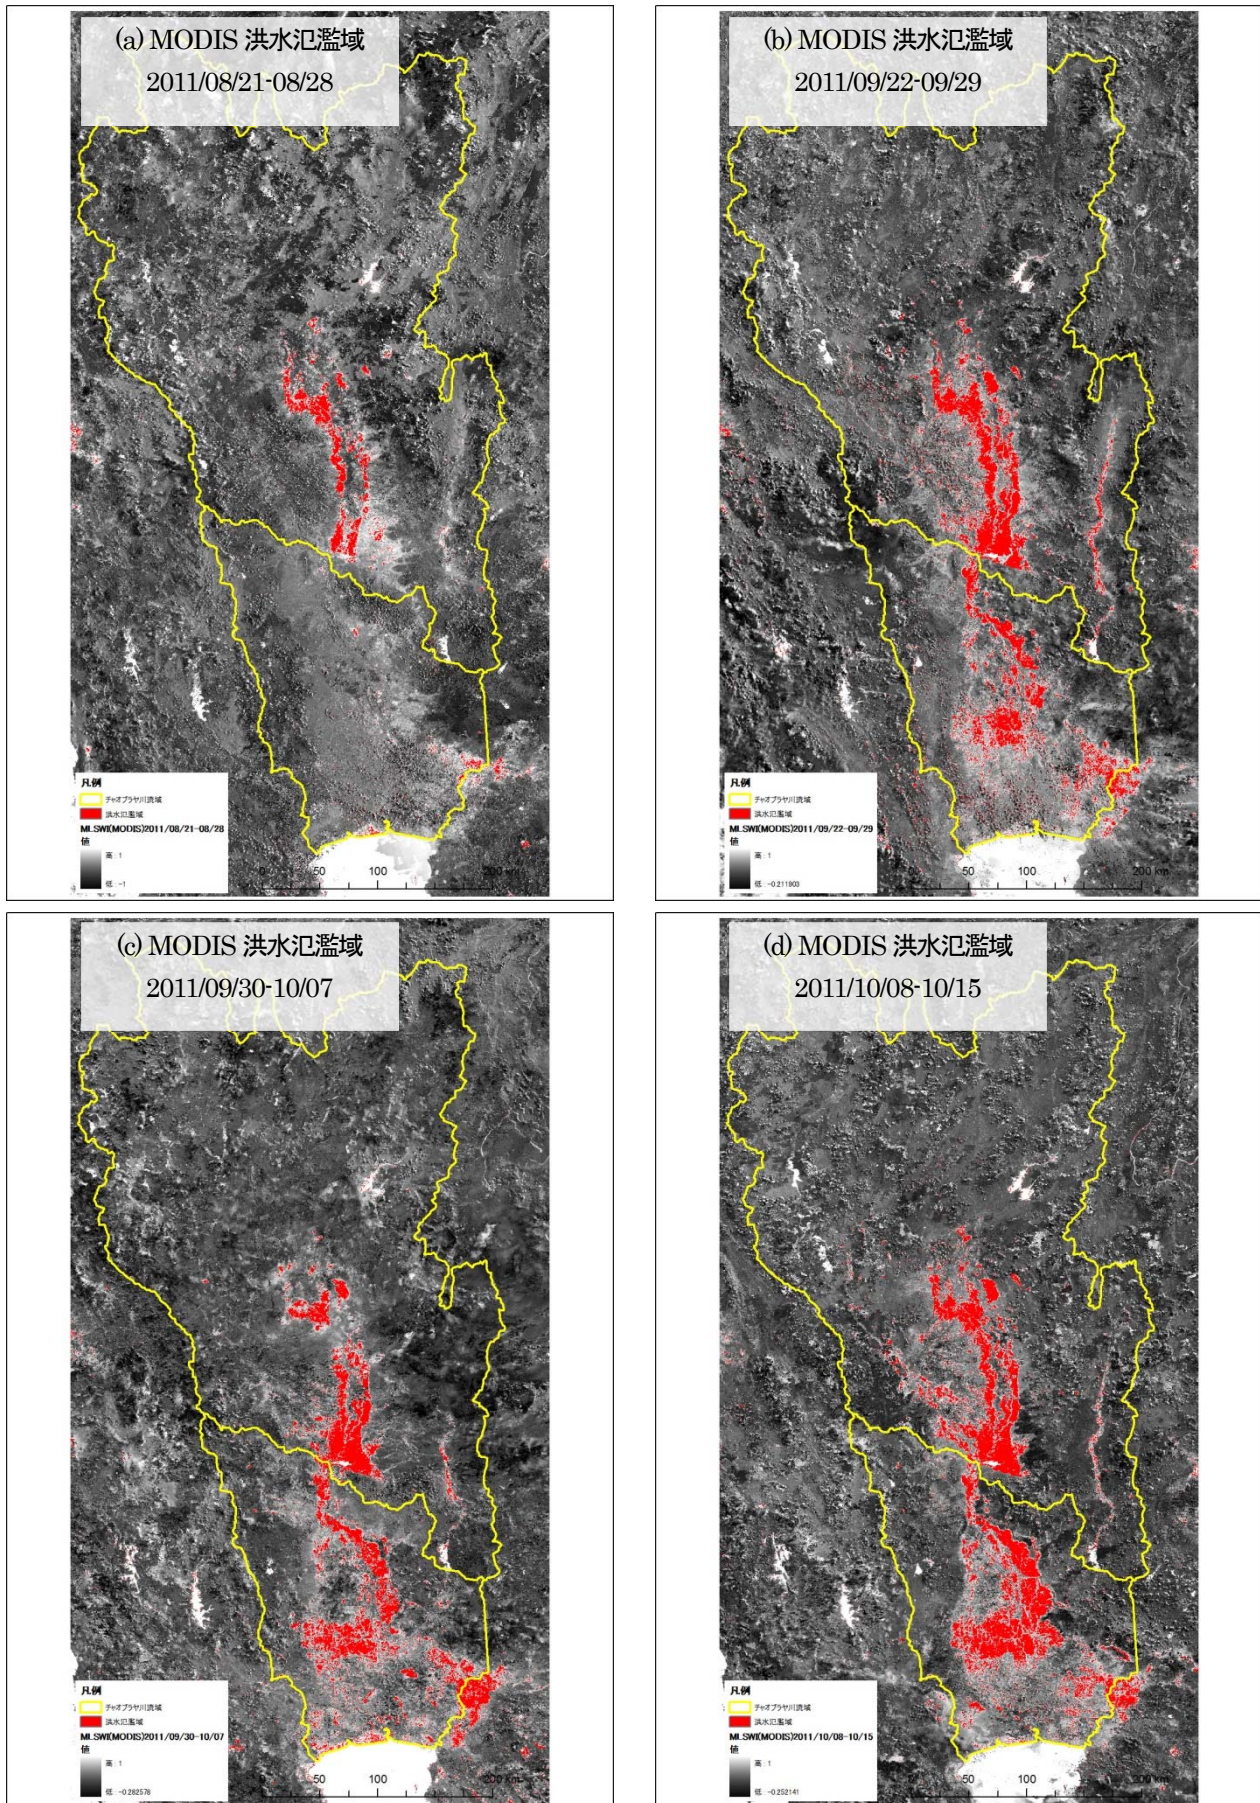 (a) MODIS 洪水氾濫域
2011/08/21-08/28
凡例
チャオプラヤ川流域
洪水氾濫域
MLSWI(MODIS)2011/08/21-08/28
値
高 : 1
低 : -1
0 50 100 200 km
(b) MODIS 洪水氾濫域
2011/09/22-09/29
凡例
チャオプラヤ川流域
洪水氾濫域
MLSWI(MODIS)2011/09/22-09/29
値
高 : 1
低 : -0.211803
50 100 200 km
(c) MODIS 洪水氾濫域
2011/09/30-10/07
凡例
チャオプラヤ川流域
洪水氾濫域
MLSWI(MODIS)2011/09/30-10/07
値
高 : 1
低 : -0.282578
50 100 200 km
(d) MODIS 洪水氾濫域
2011/10/08-10/15
凡例
チャオプラヤ川流域
洪水氾濫域
MLSWI(MODIS)2011/10/08-10/15
値
高 : 1
低 : -0.252141
50 100 200 km